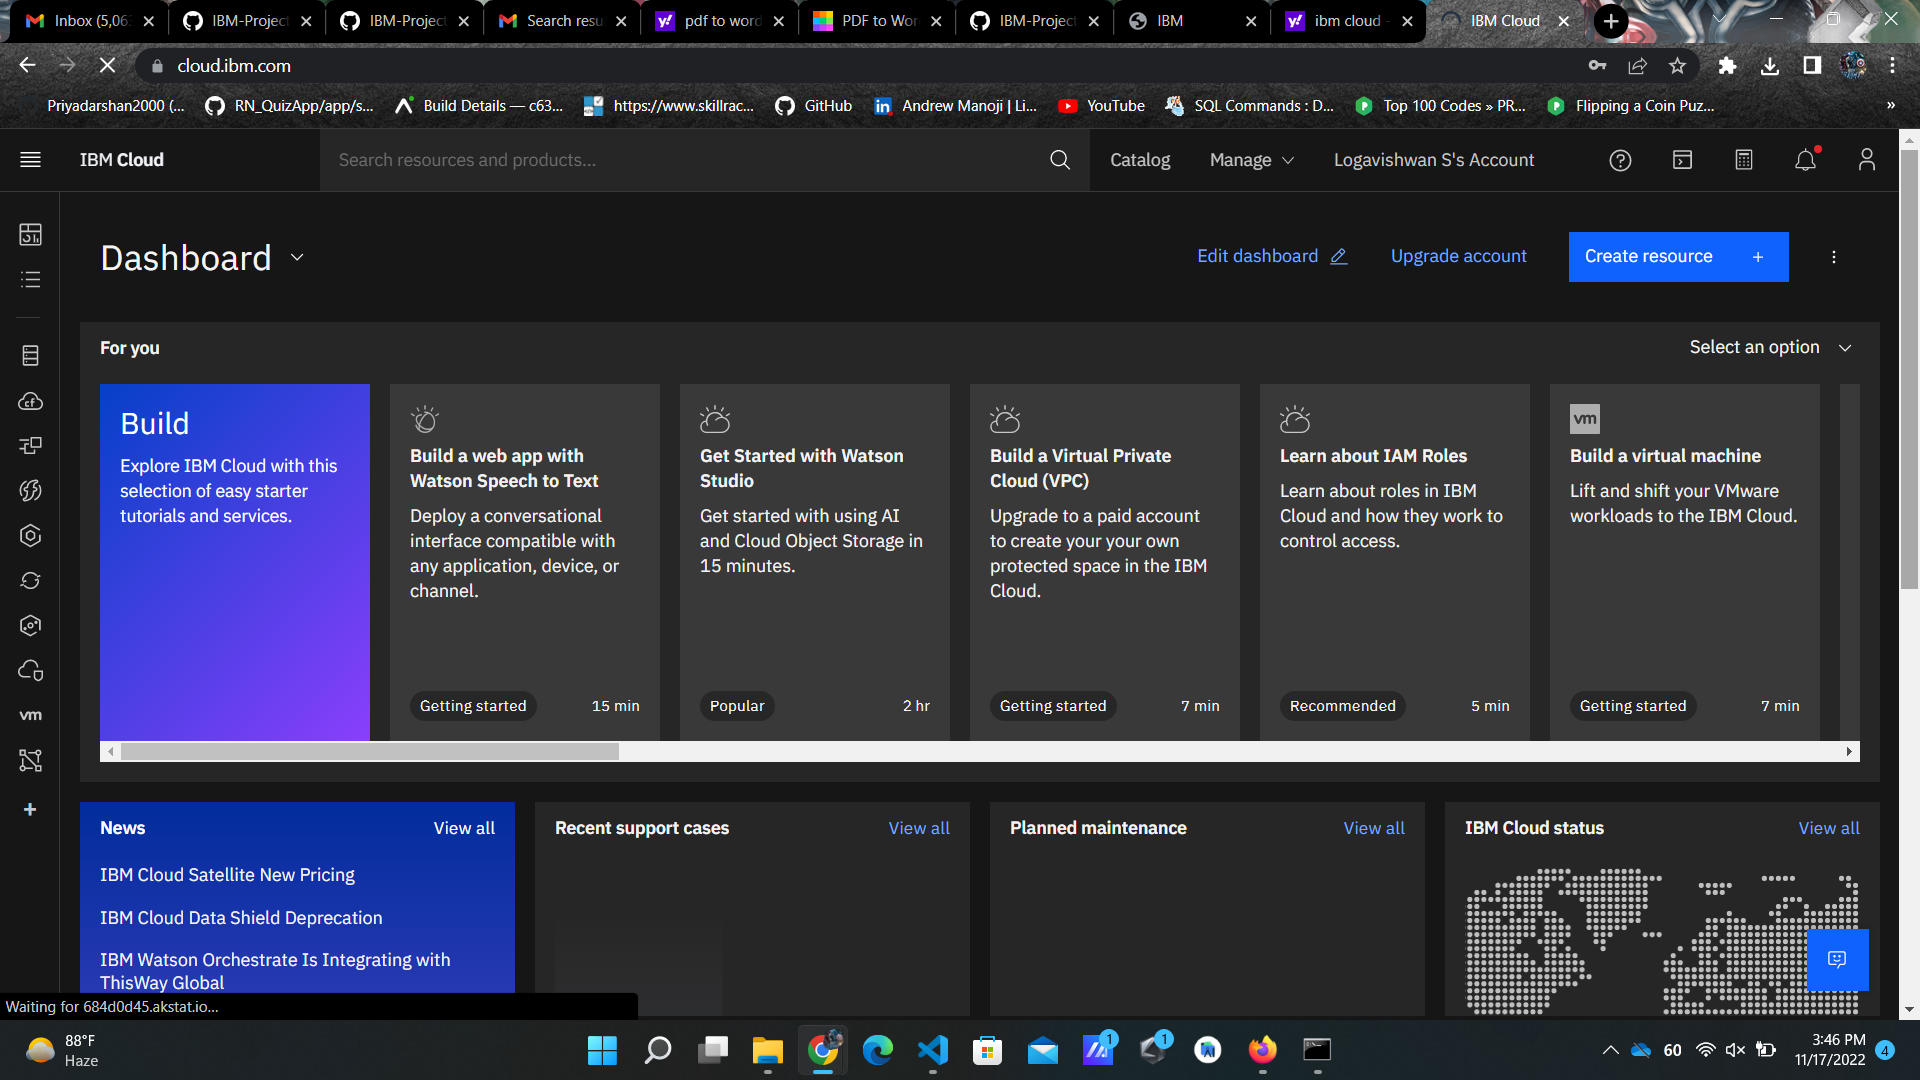 Inbox (5,06
IBM-Project
IBM-Project
Search resu
pdf to word
PDF to Wor
IBM-Project
IBM
ibm cloud -
IBM Cloud
cloud.ibm.com
Priyadarshan2000 (...
RN_QuizApp/app/s...
Build Details — c63...
https://www.skillrac...
GitHub
Andrew Manoji | Li...
YouTube
SQL Commands : D...
Top 100 Codes » PR...
Flipping a Coin Puz...
»
IBM Cloud
Search resources and products...
Catalog
Manage
Logavishwan S's Account
Dashboard
Edit dashboard
Upgrade account
Create resource +
For you
Select an option
Build
Explore IBM Cloud with this
selection of easy starter
tutorials and services.
Build a web app with
Watson Speech to Text
Deploy a conversational
interface compatible with
any application, device, or
channel.
Getting started
15 min
Get Started with Watson
Studio
Get started with using AI
and Cloud Object Storage in
15 minutes.
Popular
2 hr
Build a Virtual Private
Cloud (VPC)
Upgrade to a paid account
to create your your own
protected space in the IBM
Cloud.
Getting started
7 min
Learn about IAM Roles
Learn about roles in IBM
Cloud and how they work to
control access.
Recommended
5 min
vm
Build a virtual machine
Lift and shift your VMware
workloads to the IBM Cloud.
Getting started
7 min
cf
vm
News
View all
IBM Cloud Satellite New Pricing
IBM Cloud Data Shield Deprecation
IBM Watson Orchestrate Is Integrating with
ThisWay Global
Recent support cases
View all
Planned maintenance
View all
IBM Cloud status
View all
Waiting for 684d0d45.akstat.io...
88°F
Haze
1
1
60
3:46 PM
11/17/2022
4